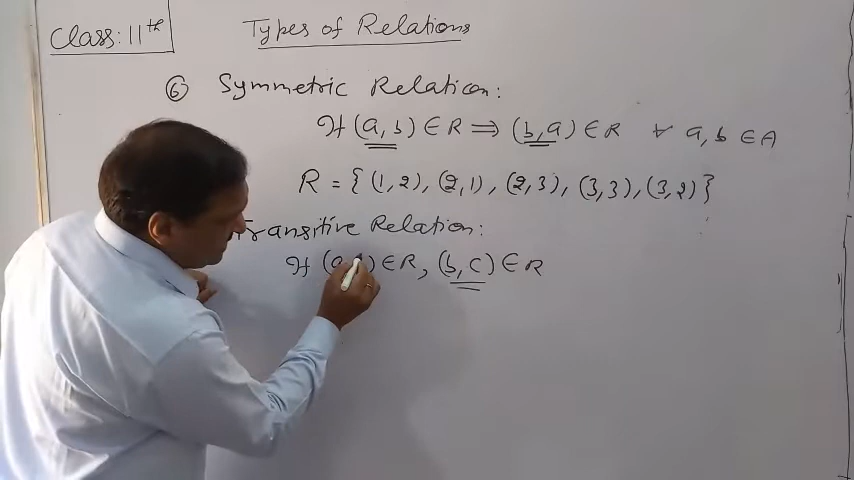 Class: 11th
Types of Relations
⑥ Symmetric Relation:
If (a, b) ∈ R ⟹ (b, a) ∈ R ∀ a, b ∈ A
R = { (1, 2), (2, 1), (2, 3), (3, 3), (3, 2) }
Transitive Relation:
If (a, ) ∈ R, (b, c) ∈ R